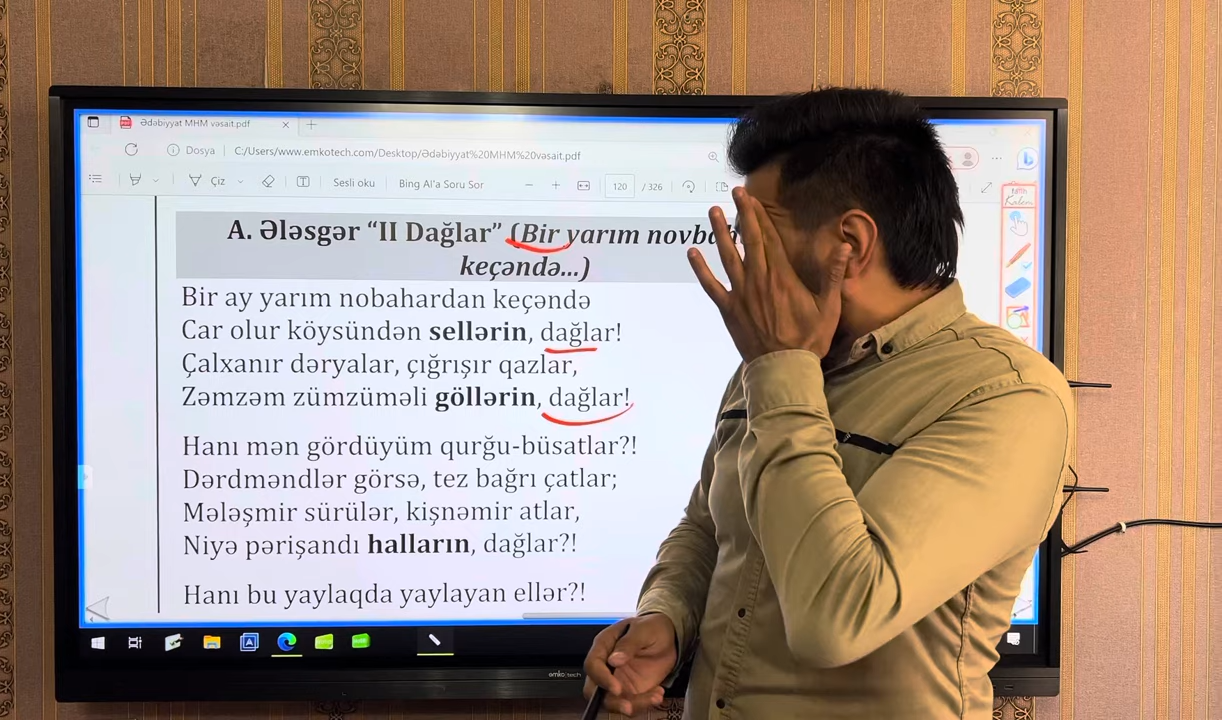 Ədəbiyyat MHM vəsait.pdf
Dosya C:/Users/www.emkotech.com/Desktop/Ədəbiyyat%20MHM%20vəsait.pdf
Çiz Sesli oku Bing AI'a Soru Sor 120 / 326
A. Ələsgər “II Dağlar” (Bir yarım
keçəndə...)
Bir ay yarım nobahardan keçəndə
Car olur köysündən sellərin, dağlar!
Çalxanır dəryalar, çığrışır qazlar,
Zəmzəm zümzüməli göllərin, dağlar!
Hanı mən gördüyüm qurğu-büsatlar?!
Dərdməndlər görsə, tez bağrı çatlar;
Mələşmir sürülər, kişnəmir atlar,
Niyə pərişandı halların, dağlar?!
Hanı bu yaylaqda yaylayan ellər?!
emko|tech